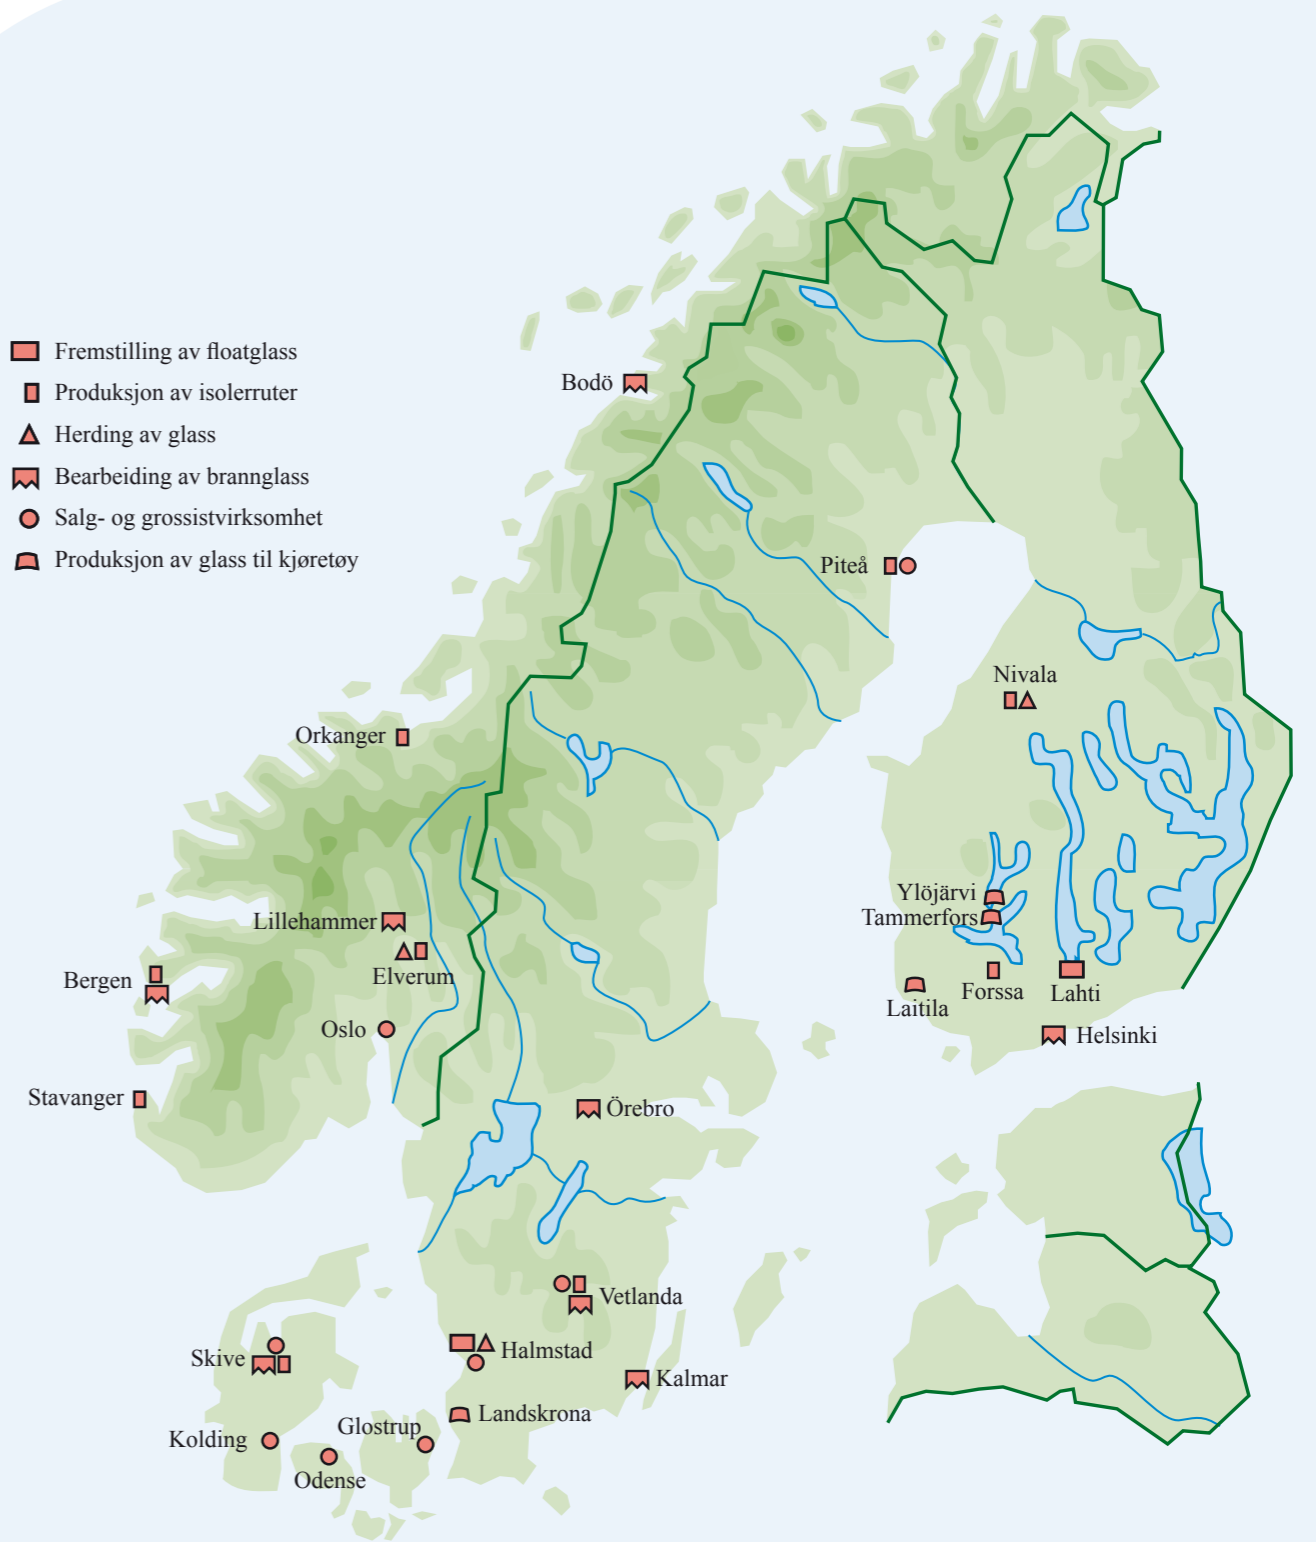 Fremstilling av floatglass
Produksjon av isolerruter
Herding av glass
Bearbeiding av brannglass
Salg- og grossistvirksomhet
Produksjon av glass til kjøretøy
Bodö
Piteå
Nivala
Orkanger
Ylöjärvi
Tammerfors
Lillehammer
Elverum
Bergen
Laitila
Forssa
Lahti
Oslo
Helsinki
Stavanger
Örebro
Vetlanda
Halmstad
Skive
Kalmar
Landskrona
Glostrup
Kolding
Odense